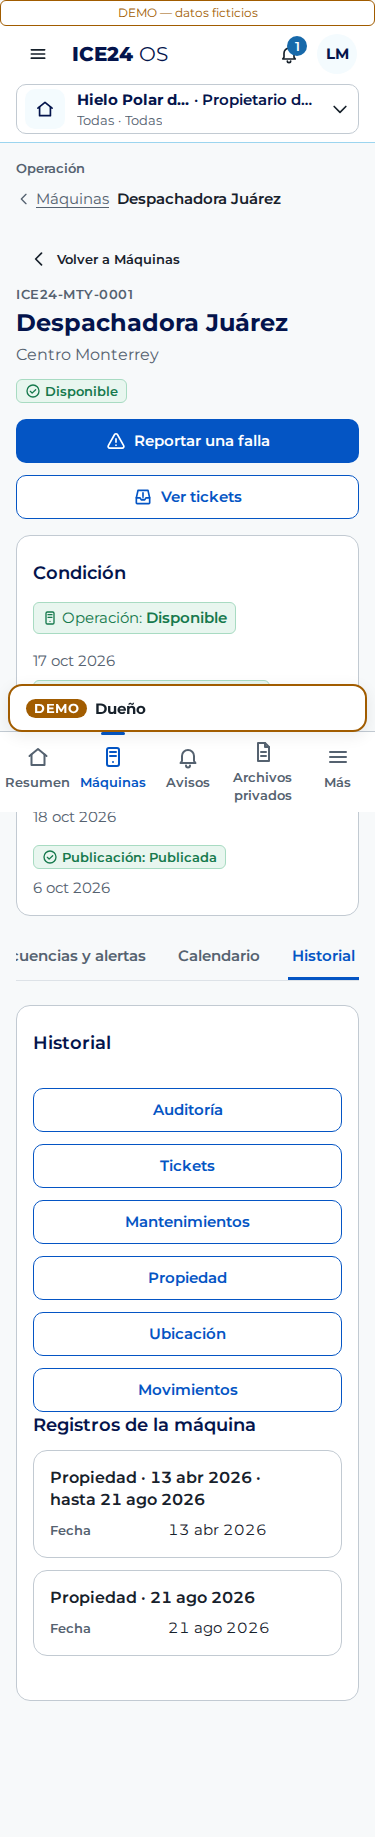 DEMO — datos ficticios
ICE24 OS
1
LM
Hielo Polar d... · Propietario d...
Todas · Todas
Operación
Máquinas Despachadora Juárez
Volver a Máquinas
ICE24-MTY-0001
Despachadora Juárez
Centro Monterrey
Disponible
Reportar una falla
Ver tickets
Condición
Operación: Disponible
17 oct 2026
DEMO Dueño
Resumen
Máquinas
Avisos
Archivos privados
Más
18 oct 2026
Publicación: Publicada
6 oct 2026
cuencias y alertas
Calendario
Historial
Historial
Auditoría
Tickets
Mantenimientos
Propiedad
Ubicación
Movimientos
Registros de la máquina
Propiedad · 13 abr 2026 ·
hasta 21 ago 2026
Fecha 13 abr 2026
Propiedad · 21 ago 2026
Fecha 21 ago 2026